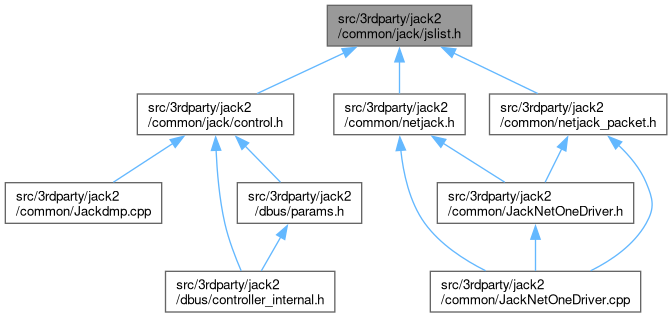 src/3rdparty/jack2
/common/jack/jslist.h
src/3rdparty/jack2
/common/jack/control.h
src/3rdparty/jack2
/common/netjack.h
src/3rdparty/jack2
/common/netjack_packet.h
src/3rdparty/jack2
/common/Jackdmp.cpp
src/3rdparty/jack2
/dbus/params.h
src/3rdparty/jack2
/common/JackNetOneDriver.h
src/3rdparty/jack2
/dbus/controller_internal.h
src/3rdparty/jack2
/common/JackNetOneDriver.cpp